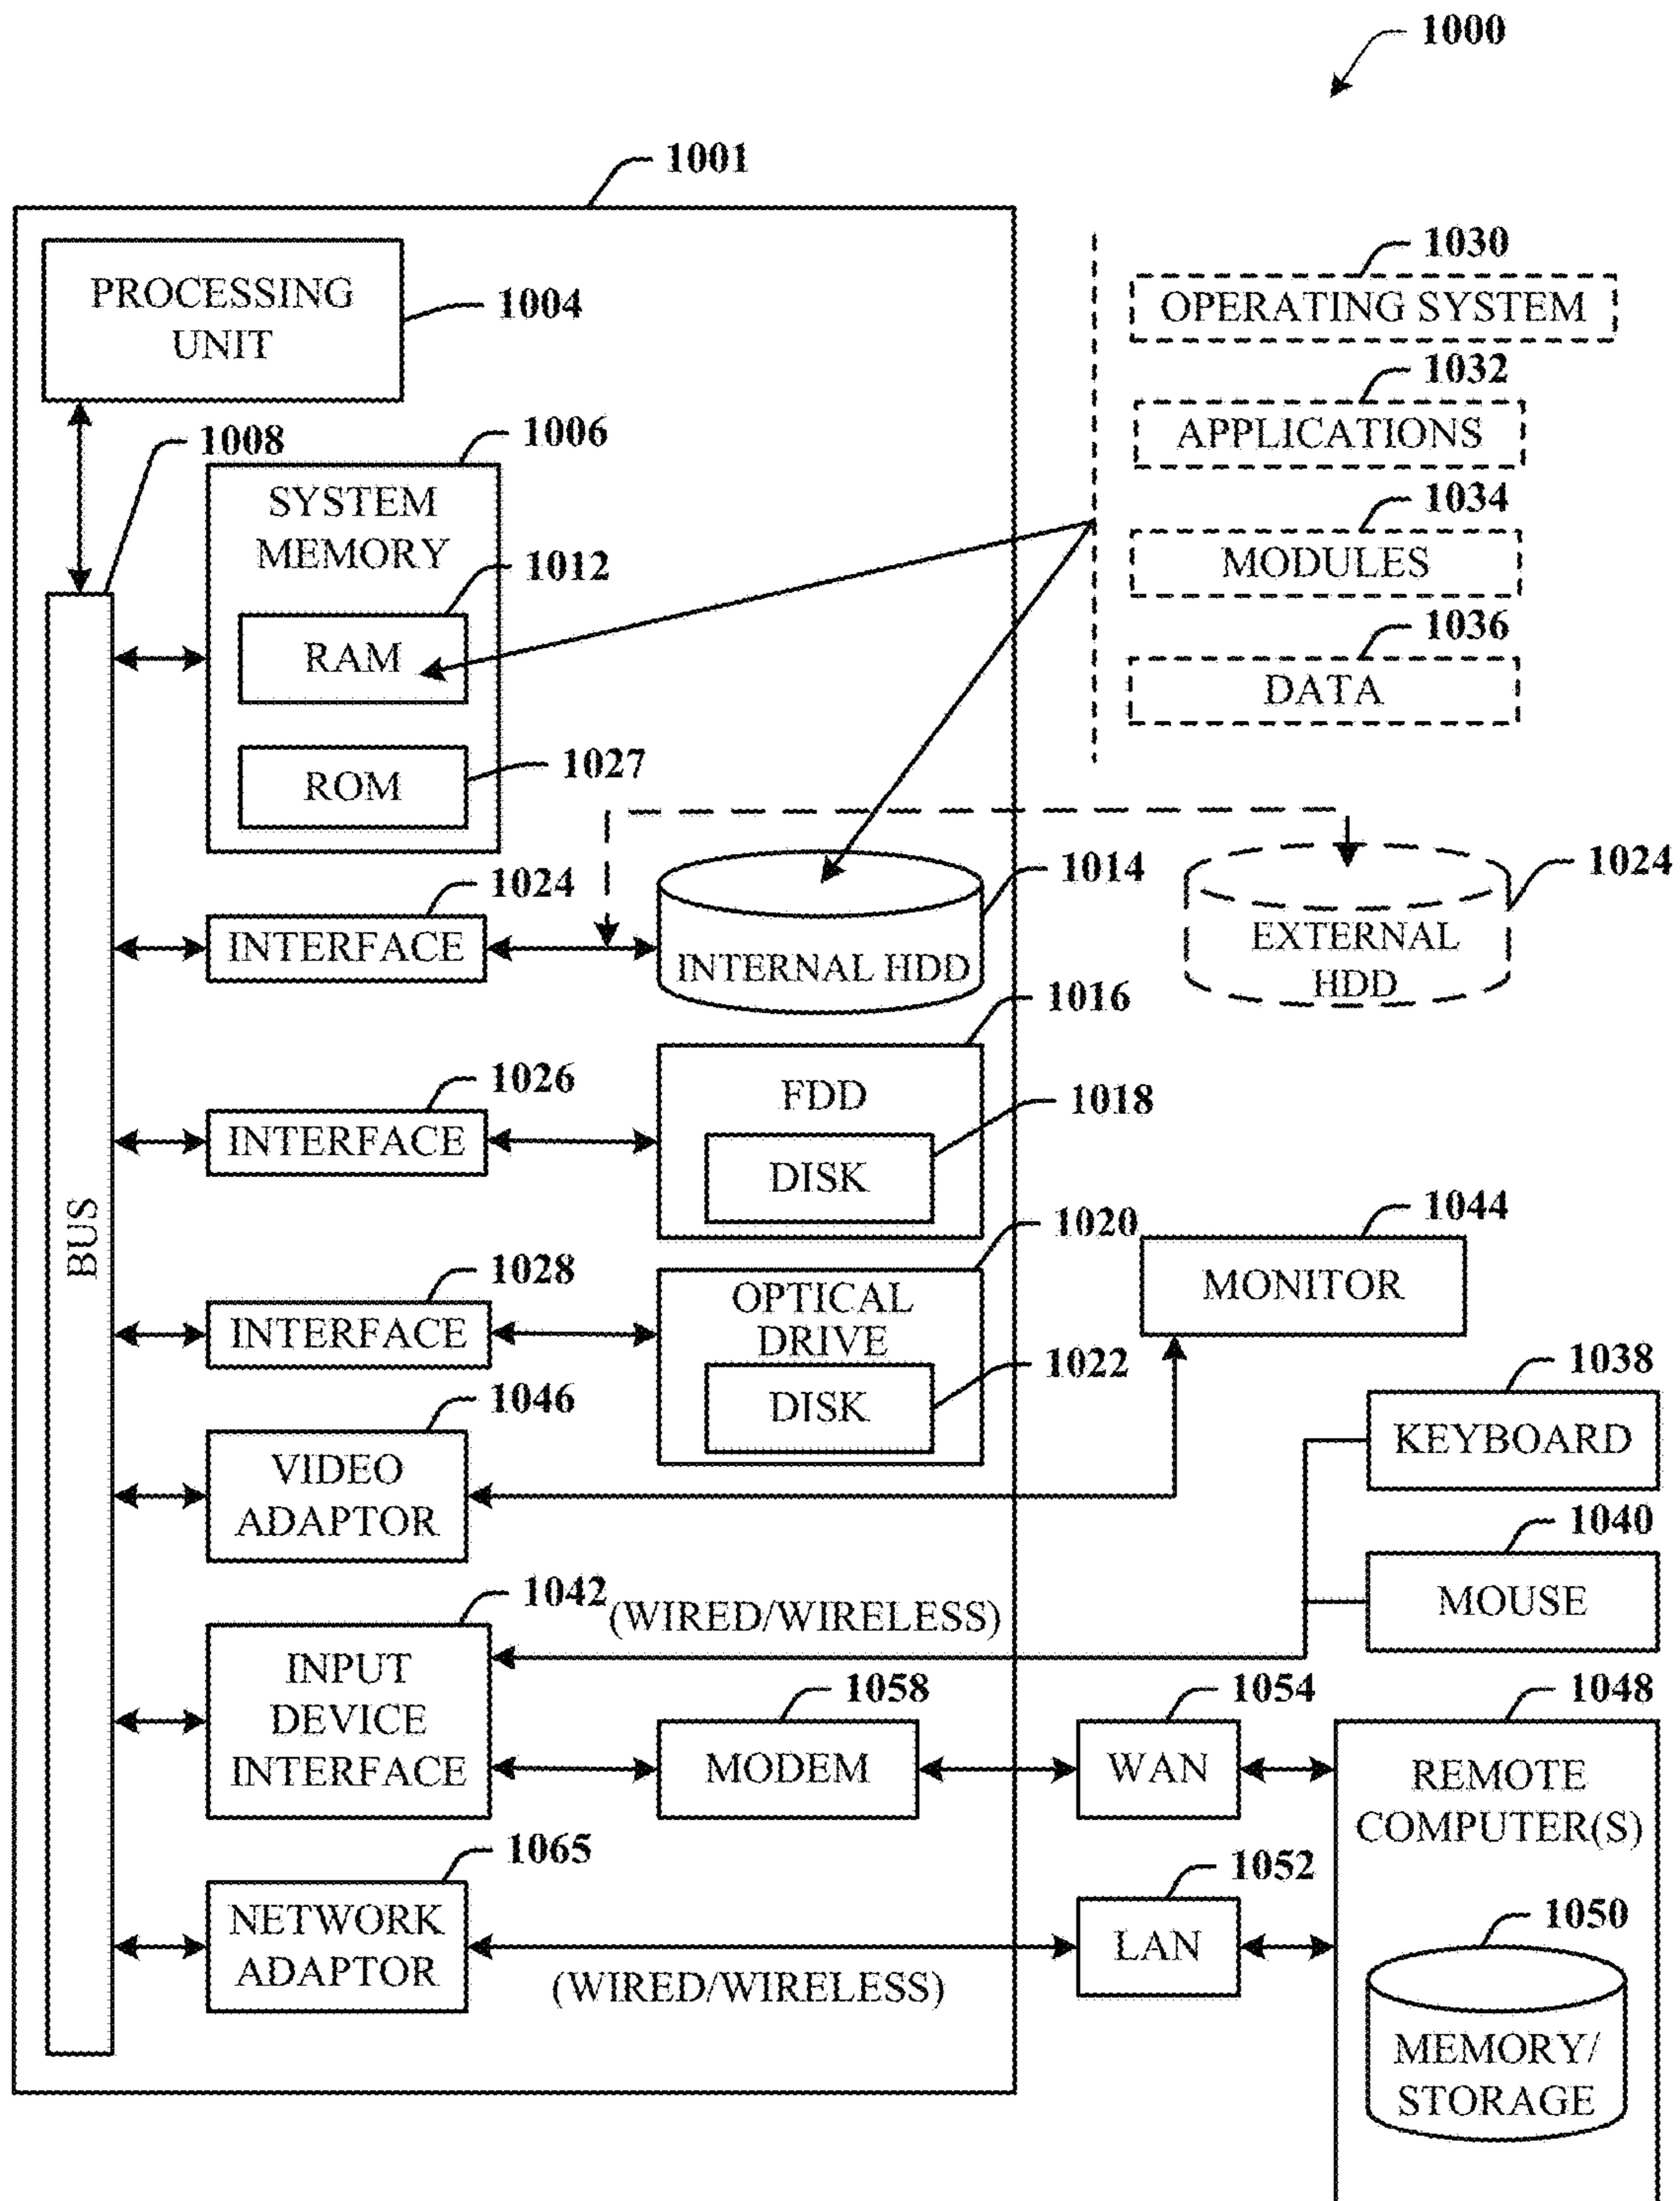 1000
1001
PROCESSING
UNIT
1004
1030
OPERATING SYSTEM
1032
APPLICATIONS
1034
MODULES
1036
DATA
1008
1006
SYSTEM
MEMORY
1012
RAM
1027
ROM
BUS
1024
INTERFACE
1014
INTERNAL HDD
1024
EXTERNAL
HDD
1026
INTERFACE
1016
FDD
1018
DISK
1028
INTERFACE
1020
OPTICAL
DRIVE
1022
DISK
1044
MONITOR
1046
VIDEO
ADAPTOR
1038
KEYBOARD
1040
MOUSE
1042
(WIRED/WIRELESS)
INPUT
DEVICE
INTERFACE
1058
MODEM
1054
WAN
1048
REMOTE
COMPUTER(S)
1065
NETWORK
ADAPTOR
(WIRED/WIRELESS)
1052
LAN
1050
MEMORY/
STORAGE